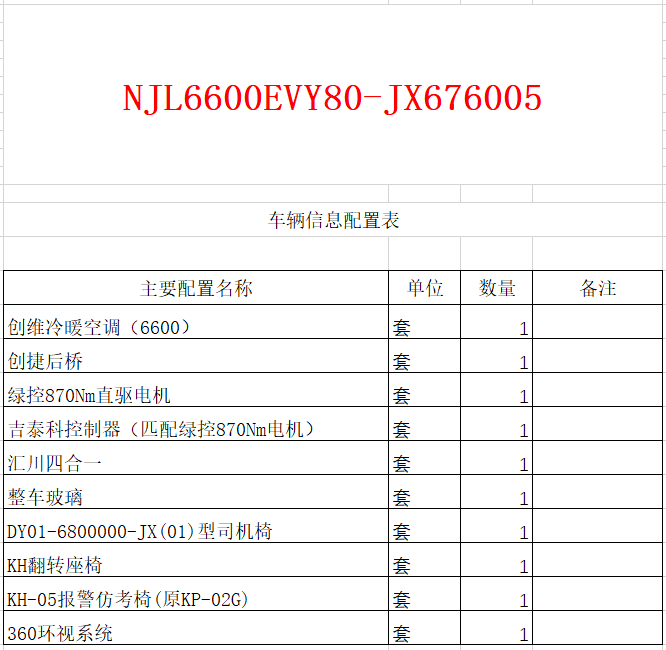 NJL6600EVY80-JX676005
车辆信息配置表
主要配置名称 单位 数量 备注
创维冷暖空调（6600） 套 1
创捷后桥 套 1
绿控870Nm直驱电机 套 1
吉泰科控制器（匹配绿控870Nm电机） 套 1
汇川四合一 套 1
整车玻璃 套 1
DY01-6800000-JX(01)型司机椅 套 1
KH翻转座椅 套 1
KH-05报警仿考椅(原KP-02G) 套 1
360环视系统 套 1